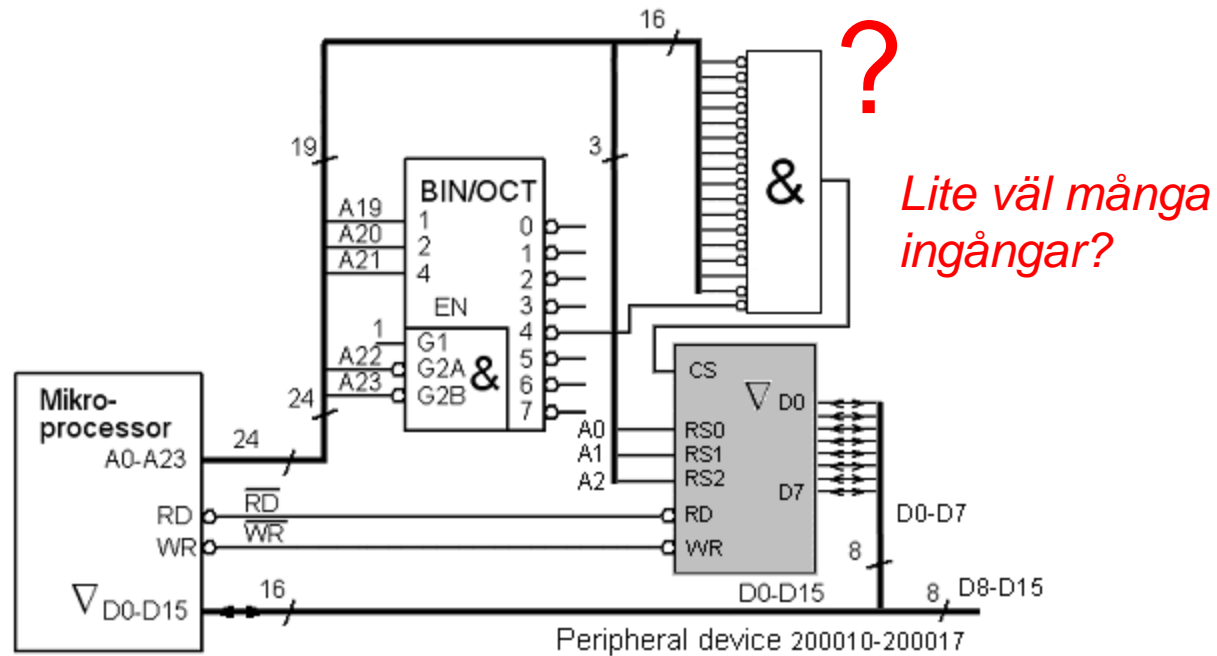 16
?
19
3
BIN/OCT
&
Lite väl många
ingångar?
A19
1
0
A20
2
1
A21
4
2
EN
3
4
1
G1
5
A22
G2A
&
6
A23
G2B
7
CS
24
D0
Mikro-
processor
24
A0-A23
A0
RS0
A1
RS1
A2
RS2
D7
RD
RD
RD
D0-D7
WR
WR
WR
8
16
D0-D15
D0-D15
8
D8-D15
Peripheral device 200010-200017